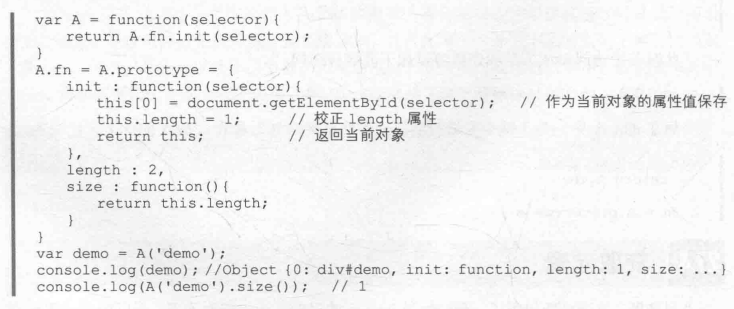 var A = function(selector){
return A.fn.init(selector);
}
A.fn = A.prototype = {
init : function(selector){
this[0] = document.getElementById(selector); // 作为当前对象的属性值保存
this.length = 1; // 校正 length 属性
return this; // 返回当前对象
},
length : 2,
size : function(){
return this.length;
}
}
var demo = A('demo');
console.log(demo); //Object {0: div#demo, init: function, length: 1, size: ...}
console.log(A('demo').size()); // 1